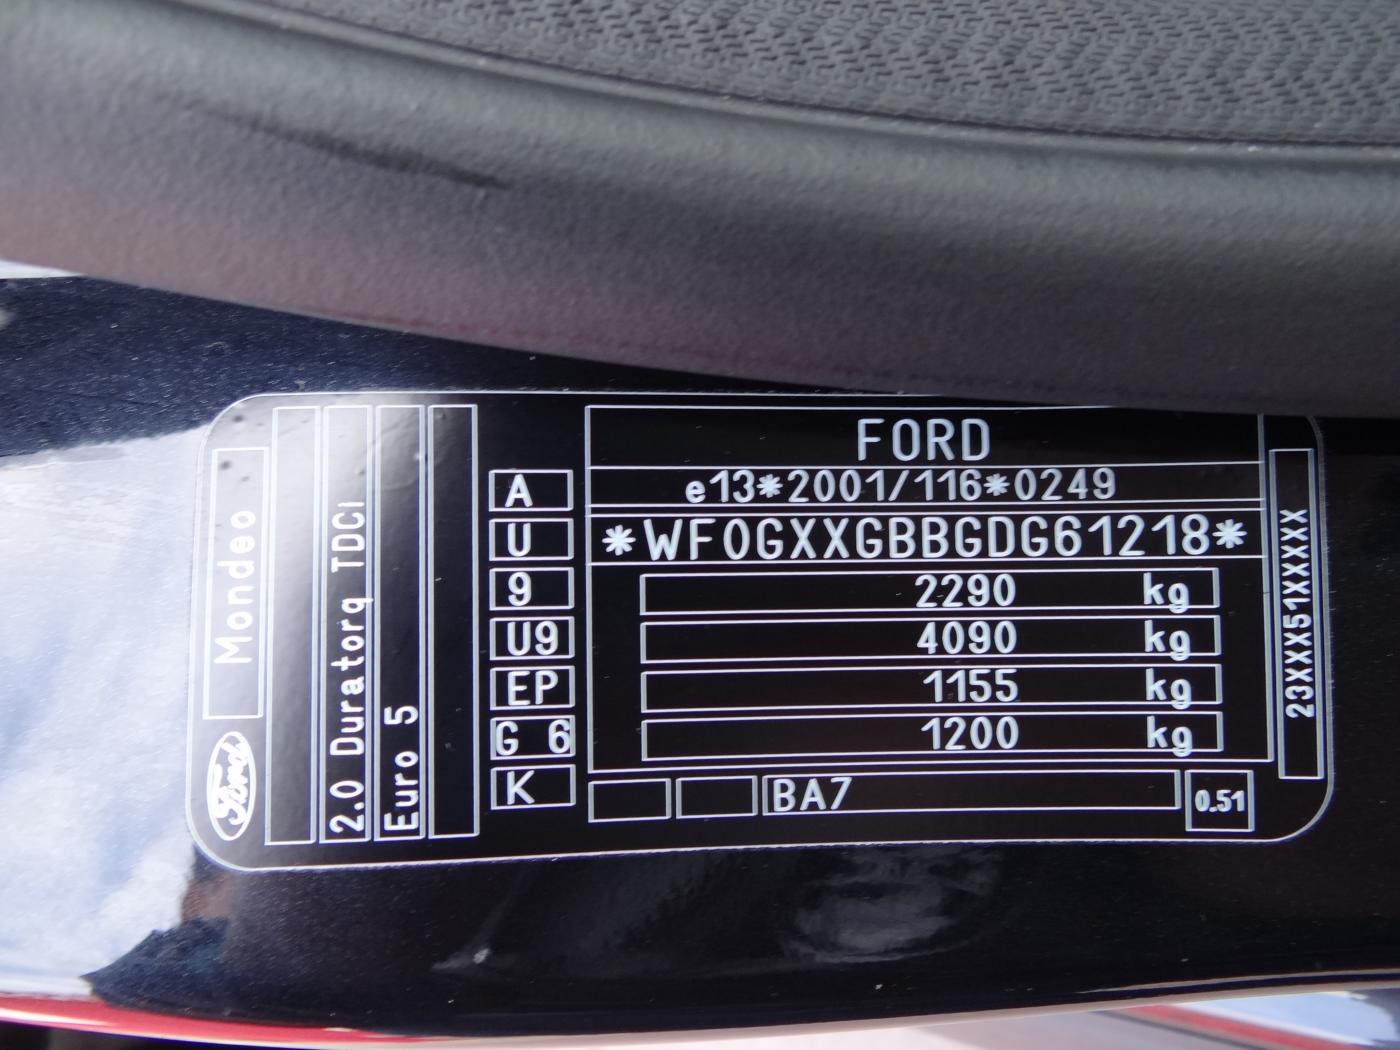 FORD
e13*2001/116*0249
*WF0GXXGBBGDG61218*
2290 kg
4090 kg
1155 kg
1200 kg
BA7
0.51
A
U
9
U9
EP
G 6
K
Mondeo
Ford
2.0 Duratorq TDCi
Euro 5
23XXX51XXXXX